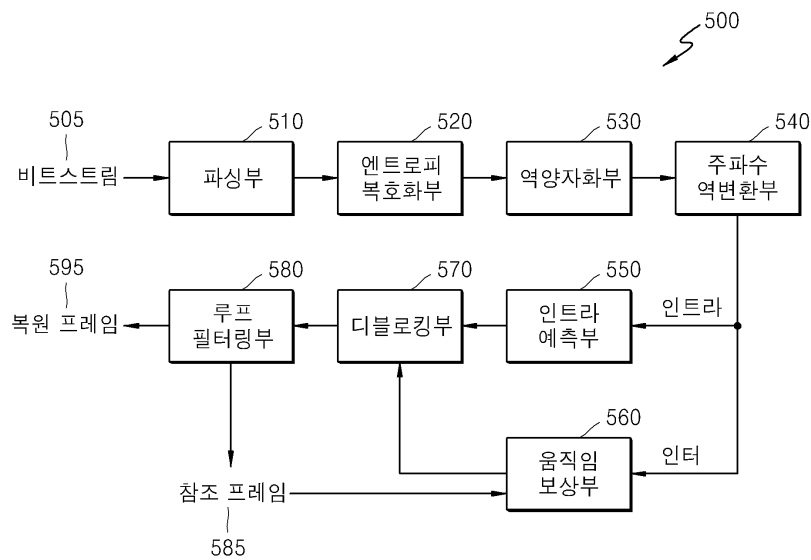 500
505
510
520
530
540
비트스트림
파싱부
엔트로피
복호화부
역양자화부
주파수
역변환부
595
580
570
550
복원 프레임
루프
필터링부
디블로킹부
인트라
예측부
인트라
560
움직임
보상부
인터
참조 프레임
585